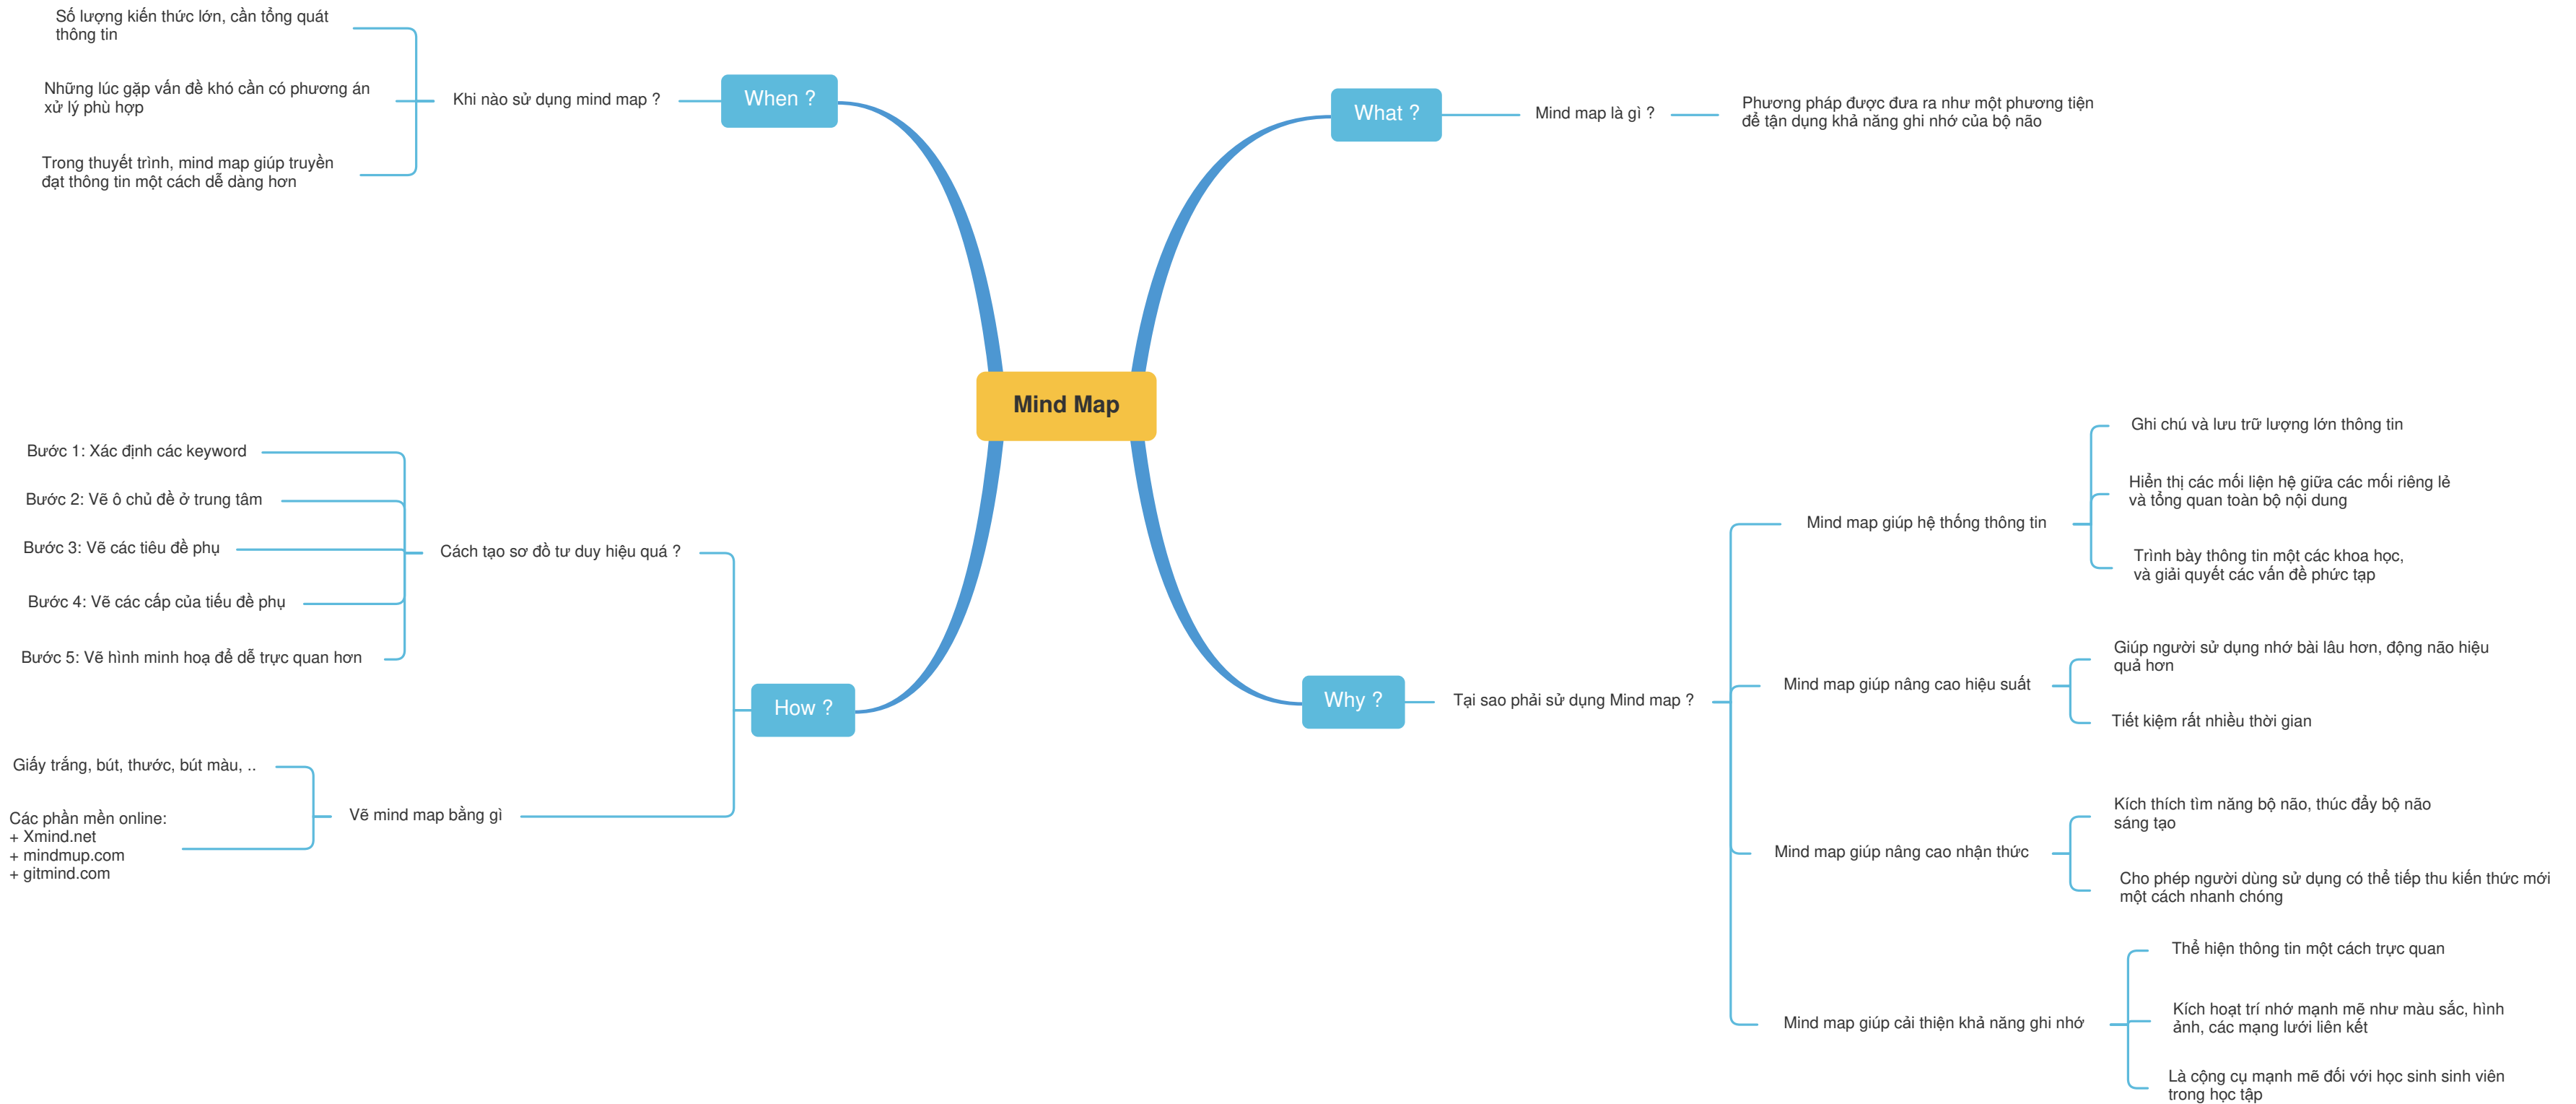 Mind Map
When ?
Khi nào sử dụng mind map ?
Số lượng kiến thức lớn, cần tổng quát
thông tin
Những lúc gặp vấn đề khó cần có phương án
xử lý phù hợp
Trong thuyết trình, mind map giúp truyền
đạt thông tin một cách dễ dàng hơn
What ?
Mind map là gì ?
Phương pháp được đưa ra như một phương tiện
để tận dụng khả năng ghi nhớ của bộ não
How ?
Cách tạo sơ đồ tư duy hiệu quá ?
Bước 1: Xác định các keyword
Bước 2: Vẽ ô chủ đề ở trung tâm
Bước 3: Vẽ các tiêu đề phụ
Bước 4: Vẽ các cấp của tiếu đề phụ
Bước 5: Vẽ hình minh hoạ để dễ trực quan hơn
Vẽ mind map bằng gì
Giấy trắng, bút, thước, bút màu, ..
Các phần mền online:
+ Xmind.net
+ mindmup.com
+ gitmind.com
Why ?
Tại sao phải sử dụng Mind map ?
Mind map giúp hệ thống thông tin
Ghi chú và lưu trữ lượng lớn thông tin
Hiển thị các mối liện hệ giữa các mối riêng lẻ
và tổng quan toàn bộ nội dung
Trình bày thông tin một các khoa học,
và giải quyết các vấn đề phức tạp
Mind map giúp nâng cao hiệu suất
Giúp người sử dụng nhớ bài lâu hơn, động não hiệu
quả hơn
Tiết kiệm rất nhiều thời gian
Mind map giúp nâng cao nhận thức
Kích thích tìm năng bộ não, thúc đẩy bộ não
sáng tạo
Cho phép người dùng sử dụng có thể tiếp thu kiến thức mới
một cách nhanh chóng
Mind map giúp cải thiện khả năng ghi nhớ
Thể hiện thông tin một cách trực quan
Kích hoạt trí nhớ mạnh mẽ như màu sắc, hình
ảnh, các mạng lưới liên kết
Là cộng cụ mạnh mẽ đối với học sinh sinh viên
trong học tập